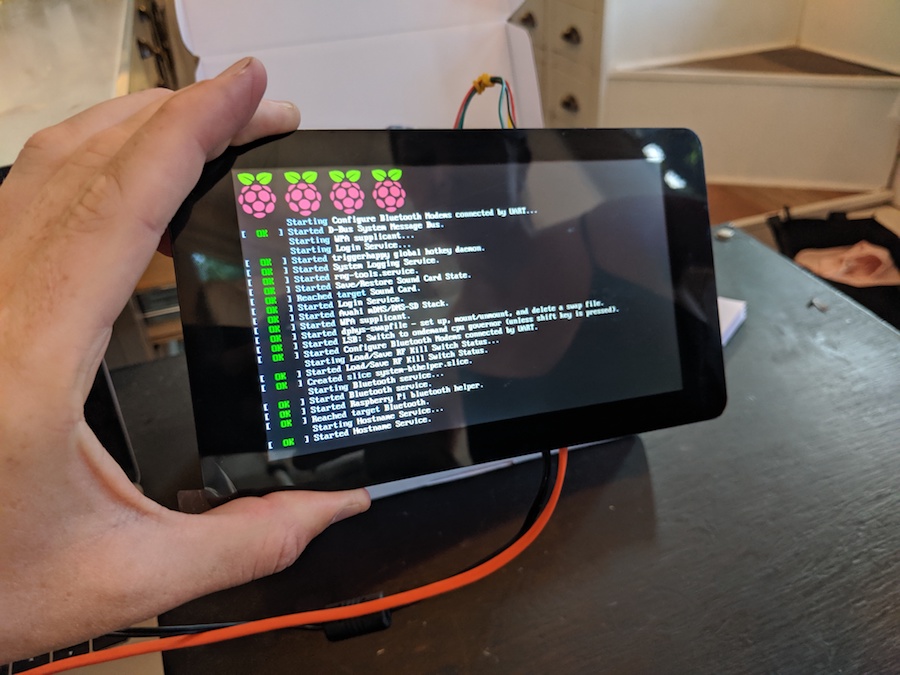 Starting Configure Bluetooth Modems connected by UART...
[ OK ] Started D-Bus System Message Bus.
Starting WPA supplicant...
Starting Login Service...
[ OK ] Started triggerhappy global hotkey daemon.
[ OK ] Started System Logging Service.
[ OK ] Started rng-tools.service.
[ OK ] Started Save/Restore Sound Card State.
[ OK ] Reached target Sound Card.
[ OK ] Started Login Service.
[ OK ] Started Avahi mDNS/DNS-SD Stack.
[ OK ] Started WPA supplicant.
[ OK ] Started dphys-swapfile - set up, mount/unmount, and delete a swap file.
[ OK ] Started LSB: Switch to ondemand cpu governor (unless shift key is pressed).
[ OK ] Started Configure Bluetooth Modems connected by UART.
Starting Load/Save RF Kill Switch Status...
[ OK ] Started Load/Save RF Kill Switch Status.
[ OK ] Created slice system-bthelper.slice.
Starting Bluetooth service...
[ OK ] Started Bluetooth service.
[ OK ] Started Raspberry Pi bluetooth helper.
[ OK ] Reached target Bluetooth.
Starting Hostname Service...
[ OK ] Started Hostname Service.